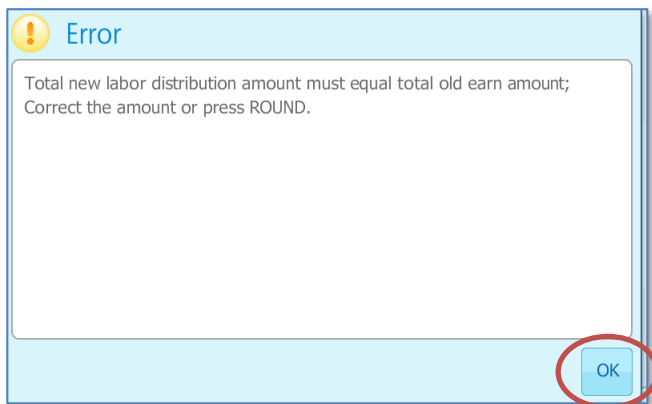 Error
Total new labor distribution amount must equal total old earn amount;
Correct the amount or press ROUND.
OK